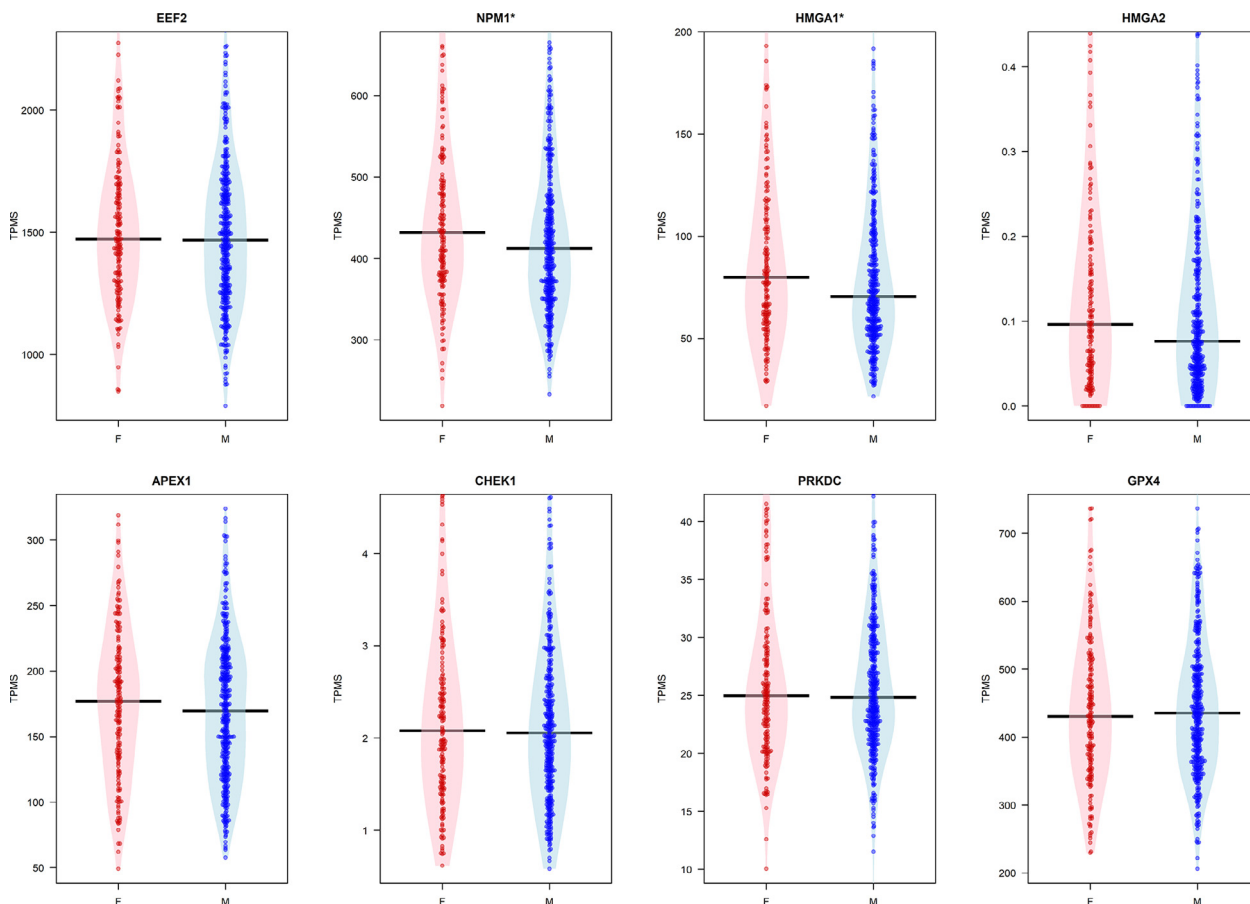 EEF2
NPM1*
HMGA1*
HMGA2
TPMS
2000
1500
1000
F
M
TPMS
600
500
400
300
F
M
TPMS
200
150
100
50
F
M
TPMS
0.4
0.3
0.2
0.1
0.0
F
M
APEX1
CHEK1
PRKDC
GPX4
TPMS
300
250
200
150
100
50
F
M
TPMS
4
3
2
1
F
M
TPMS
40
35
30
25
20
15
10
F
M
TPMS
700
600
500
400
300
200
F
M